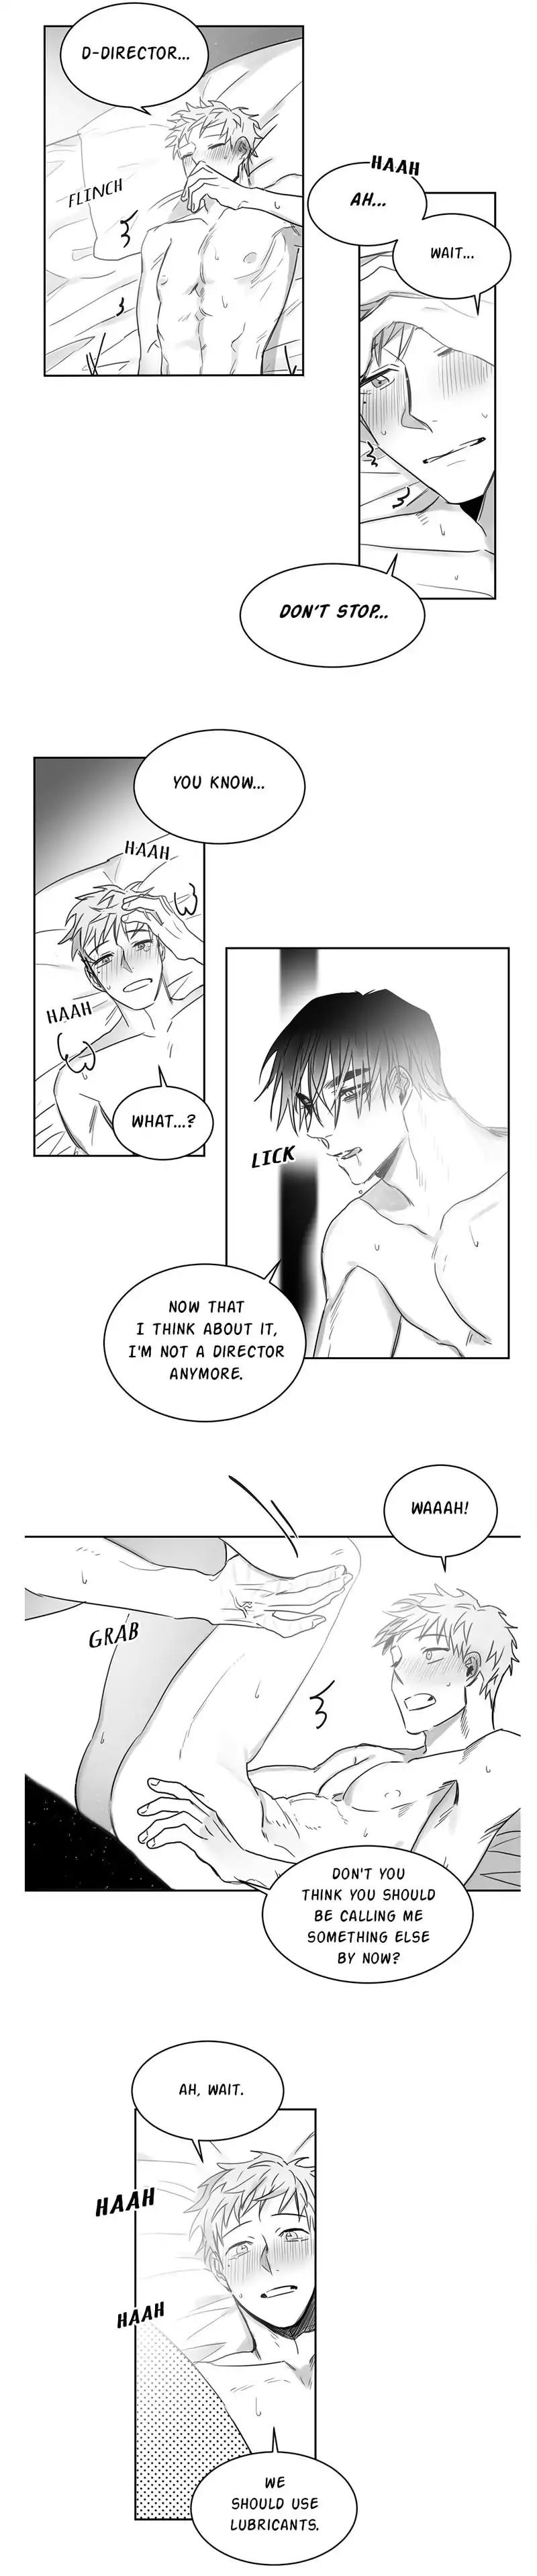 D-DIRECTOR...
FLINCH
HAAH
AH...
WAIT...
DON'T STOP...
YOU KNOW...
HAAH
HAAH
WHAT...?
LICK
NOW THAT
I THINK ABOUT IT,
I'M NOT A DIRECTOR
ANYMORE.
WAAAH!
GRAB
DON'T YOU
THINK YOU SHOULD
BE CALLING ME
SOMETHING ELSE
BY NOW?
AH, WAIT.
HAAH
HAAH
WE
SHOULD USE
LUBRICANTS.